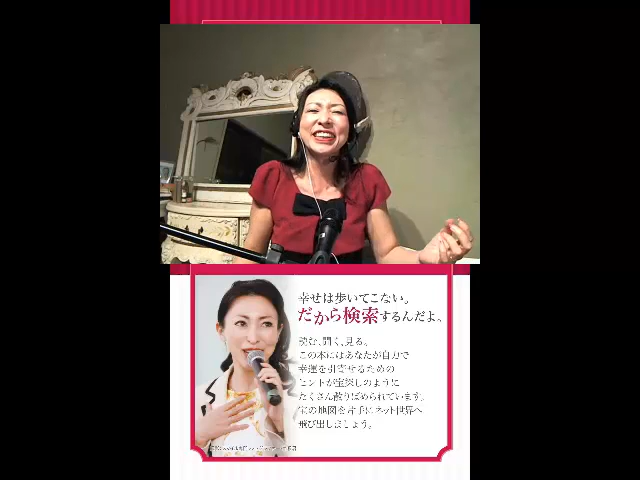 幸せは歩いてこない。
だから検索するんだよ。
読む、聞く、見る。
この本にはあなたが自力で
幸運を引寄せるための
ヒントが宝探しのように
たくさん散りばめられています。
宝の地図を片手にネット世界へ
飛び出しましょう。